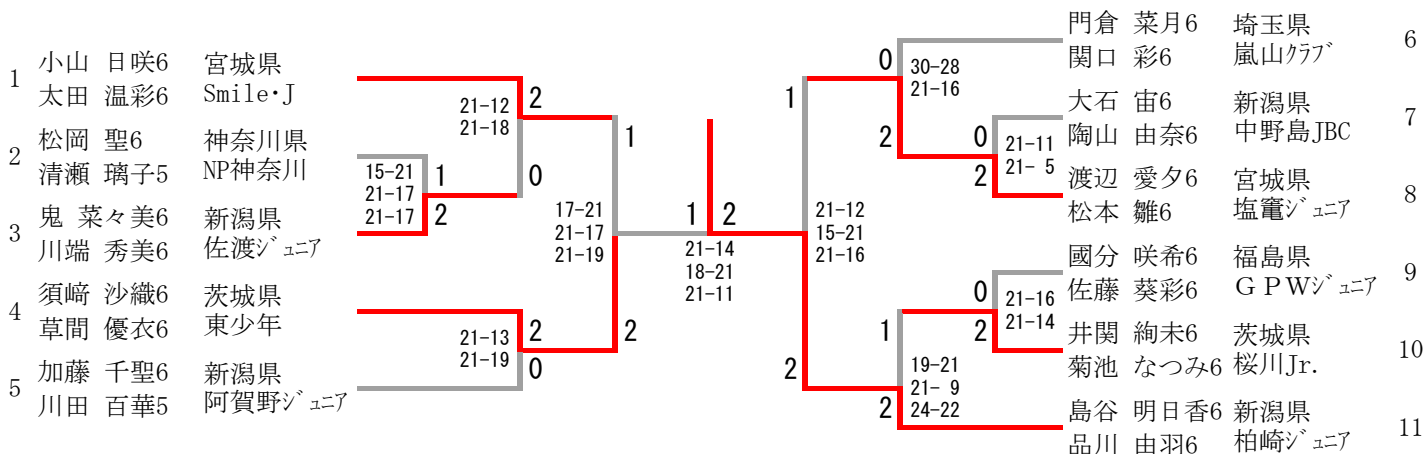 1 小山 日咲6 宮城県
太田 温彩6 Smile・J
2 松岡 聖6 神奈川県
清瀬 璃子5 NP神奈川
3 鬼 菜々美6 新潟県
川端 秀美6 佐渡ジュニア
4 須﨑 沙織6 茨城県
草間 優衣6 東少年
5 加藤 千聖6 新潟県
川田 百華5 阿賀野ジュニア
21-12 2
21-18
0
15-21 1
21-17
21-17 2
21-13 2
21-19
0
1
17-21
21-17
21-19
2
1 2
21-14
18-21
21-11
1
21-12
15-21
21-16
2
0 30-28
21-16
2
0 21-11
21- 5
2
0 21-16
21-14
2
1
19-21
21- 9
24-22
2
門倉 菜月6 埼玉県 6
関口 彩6 嵐山クラブ
大石 宙6 新潟県 7
陶山 由奈6 中野島JBC
渡辺 愛夕6 宮城県 8
松本 雛6 塩竈ジュニア
國分 咲希6 福島県 9
佐藤 葵彩6 GPWジュニア
井関 絢未6 茨城県 10
菊池 なつみ6 桜川Jr.
島谷 明日香6 新潟県 11
品川 由羽6 柏崎ジュニア